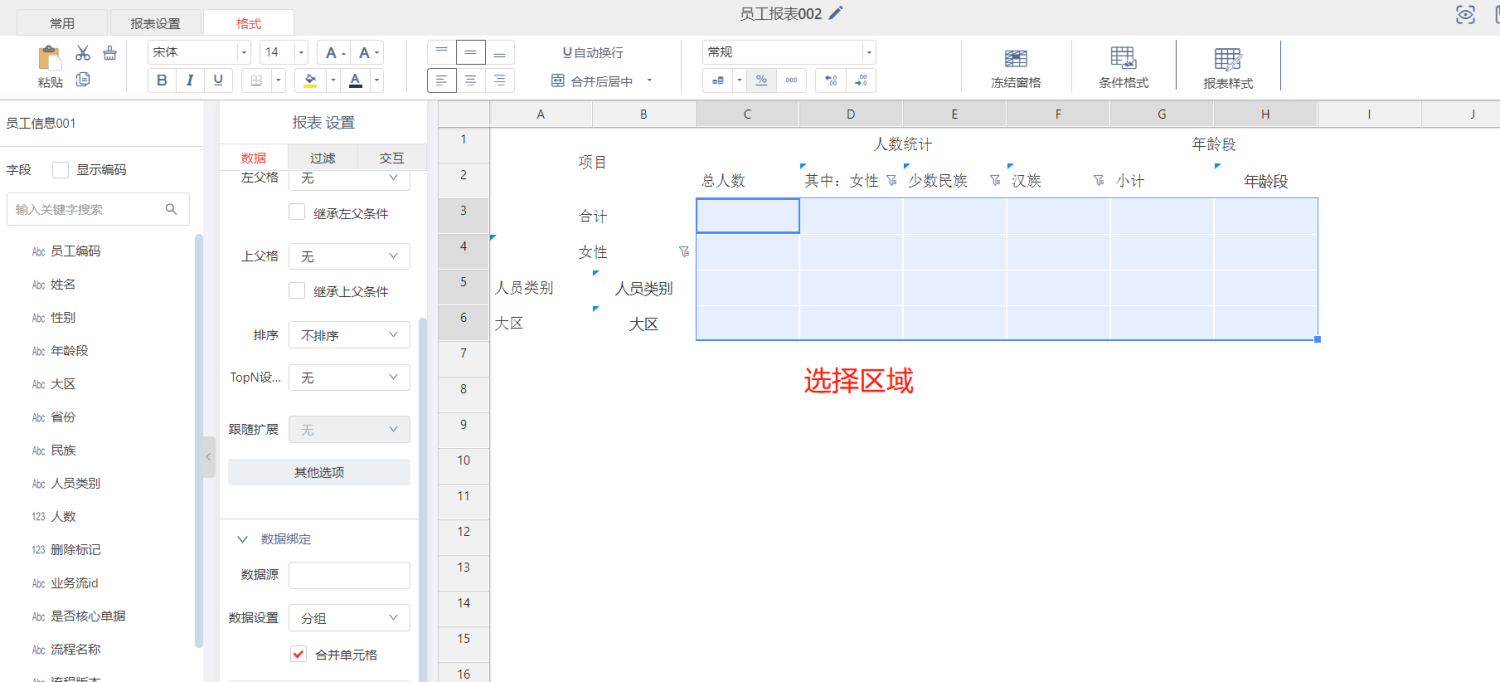 员工报表002
常用 报表设置 格式
粘贴
宋体 14 A A
B I U A
U自动换行
合并后居中
常规
% 000
冻结窗格 条件格式 报表样式
员工信息001
字段 显示编码
输入关键字搜索
Abc 员工编码
Abc 姓名
Abc 性别
Abc 年龄段
Abc 大区
Abc 省份
Abc 民族
Abc 人员类别
123 人数
123 删除标记
Abc 业务流id
Abc 是否核心单据
Abc 流程名称
Abc 流程版本
报表 设置
数据 过滤 交互
左父格 无
继承左父条件
上父格 无
继承上父条件
排序 不排序
TopN设... 无
跟随扩展 无
其他选项
数据绑定
数据源
数据设置 分组
合并单元格
A B C D E F G H I J
1 人数统计 年龄段
项目
2 总人数 其中：女性 少数民族 汉族 小计 年龄段
3 合计
4 女性
5 人员类别 人员类别
6 大区 大区
7
选择区域
8
9
10
11
12
13
14
15
16